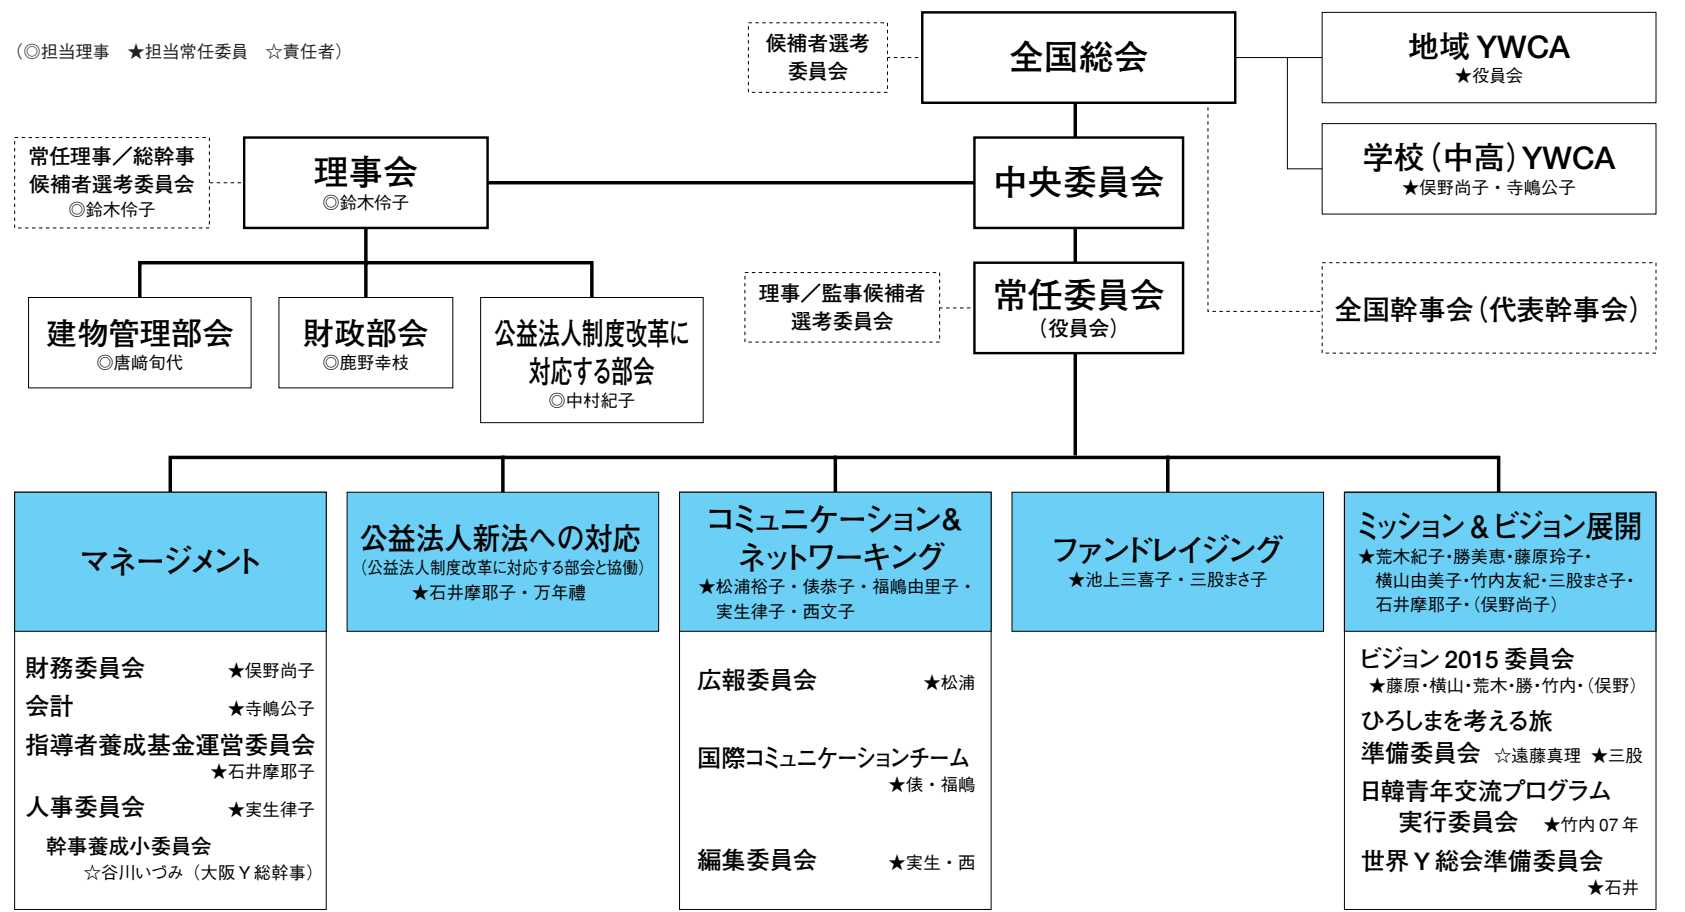 （◎担当理事　★担当常任委員　☆責任者）
候補者選考
委員会
全国総会
地域 YWCA
★役員会
学校（中高）YWCA
★俣野尚子・寺嶋公子
常任理事／総幹事
候補者選考委員会
◎鈴木伶子
理事会
◎鈴木伶子
中央委員会
理事／監事候補者
選考委員会
常任委員会
（役員会）
全国幹事会（代表幹事会）
建物管理部会
◎唐﨑旬代
財政部会
◎鹿野幸枝
公益法人制度改革に
対応する部会
◎中村紀子
マネージメント
財務委員会　★俣野尚子
会計　★寺嶋公子
指導者養成基金運営委員会
★石井摩耶子
人事委員会　★実生律子
幹事養成小委員会
☆谷川いづみ（大阪 Y 総幹事）
公益法人新法への対応
（公益法人制度改革に対応する部会と協働）
★石井摩耶子・万年禮
コミュニケーション&
ネットワーキング
★松浦裕子・俵恭子・福嶋由里子・
実生律子・西文子
広報委員会　★松浦
国際コミュニケーションチーム
★俵・福嶋
編集委員会　★実生・西
ファンドレイジング
★池上三喜子・三股まさ子
ミッション & ビジョン展開
★荒木紀子・勝美恵・藤原玲子・
横山由美子・竹内友紀・三股まさ子・
石井摩耶子・（俣野尚子）
ビジョン 2015 委員会
★藤原・横山・荒木・勝・竹内・（俣野）
ひろしまを考える旅
準備委員会　☆遠藤真理　★三股
日韓青年交流プログラム
実行委員会　★竹内 07 年
世界 Y 総会準備委員会
★石井